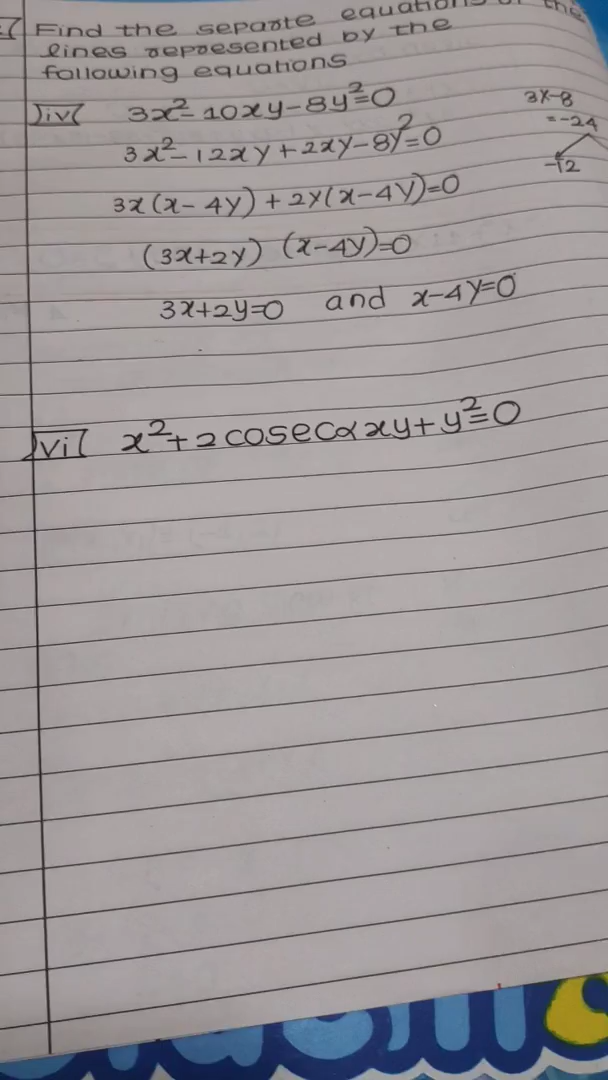 Find the separte equations of the
lines represented by the
following equations
iv 3x²-10xy-8y²=0
3x-8
=-24
-12
3x²-12xy+2xy-8y²=0
3x(x-4y)+2y(x-4y)=0
(3x+2y) (x-4y)=0
3x+2y=0 and x-4y=0
vi x²+2cosecαxy+y²=0